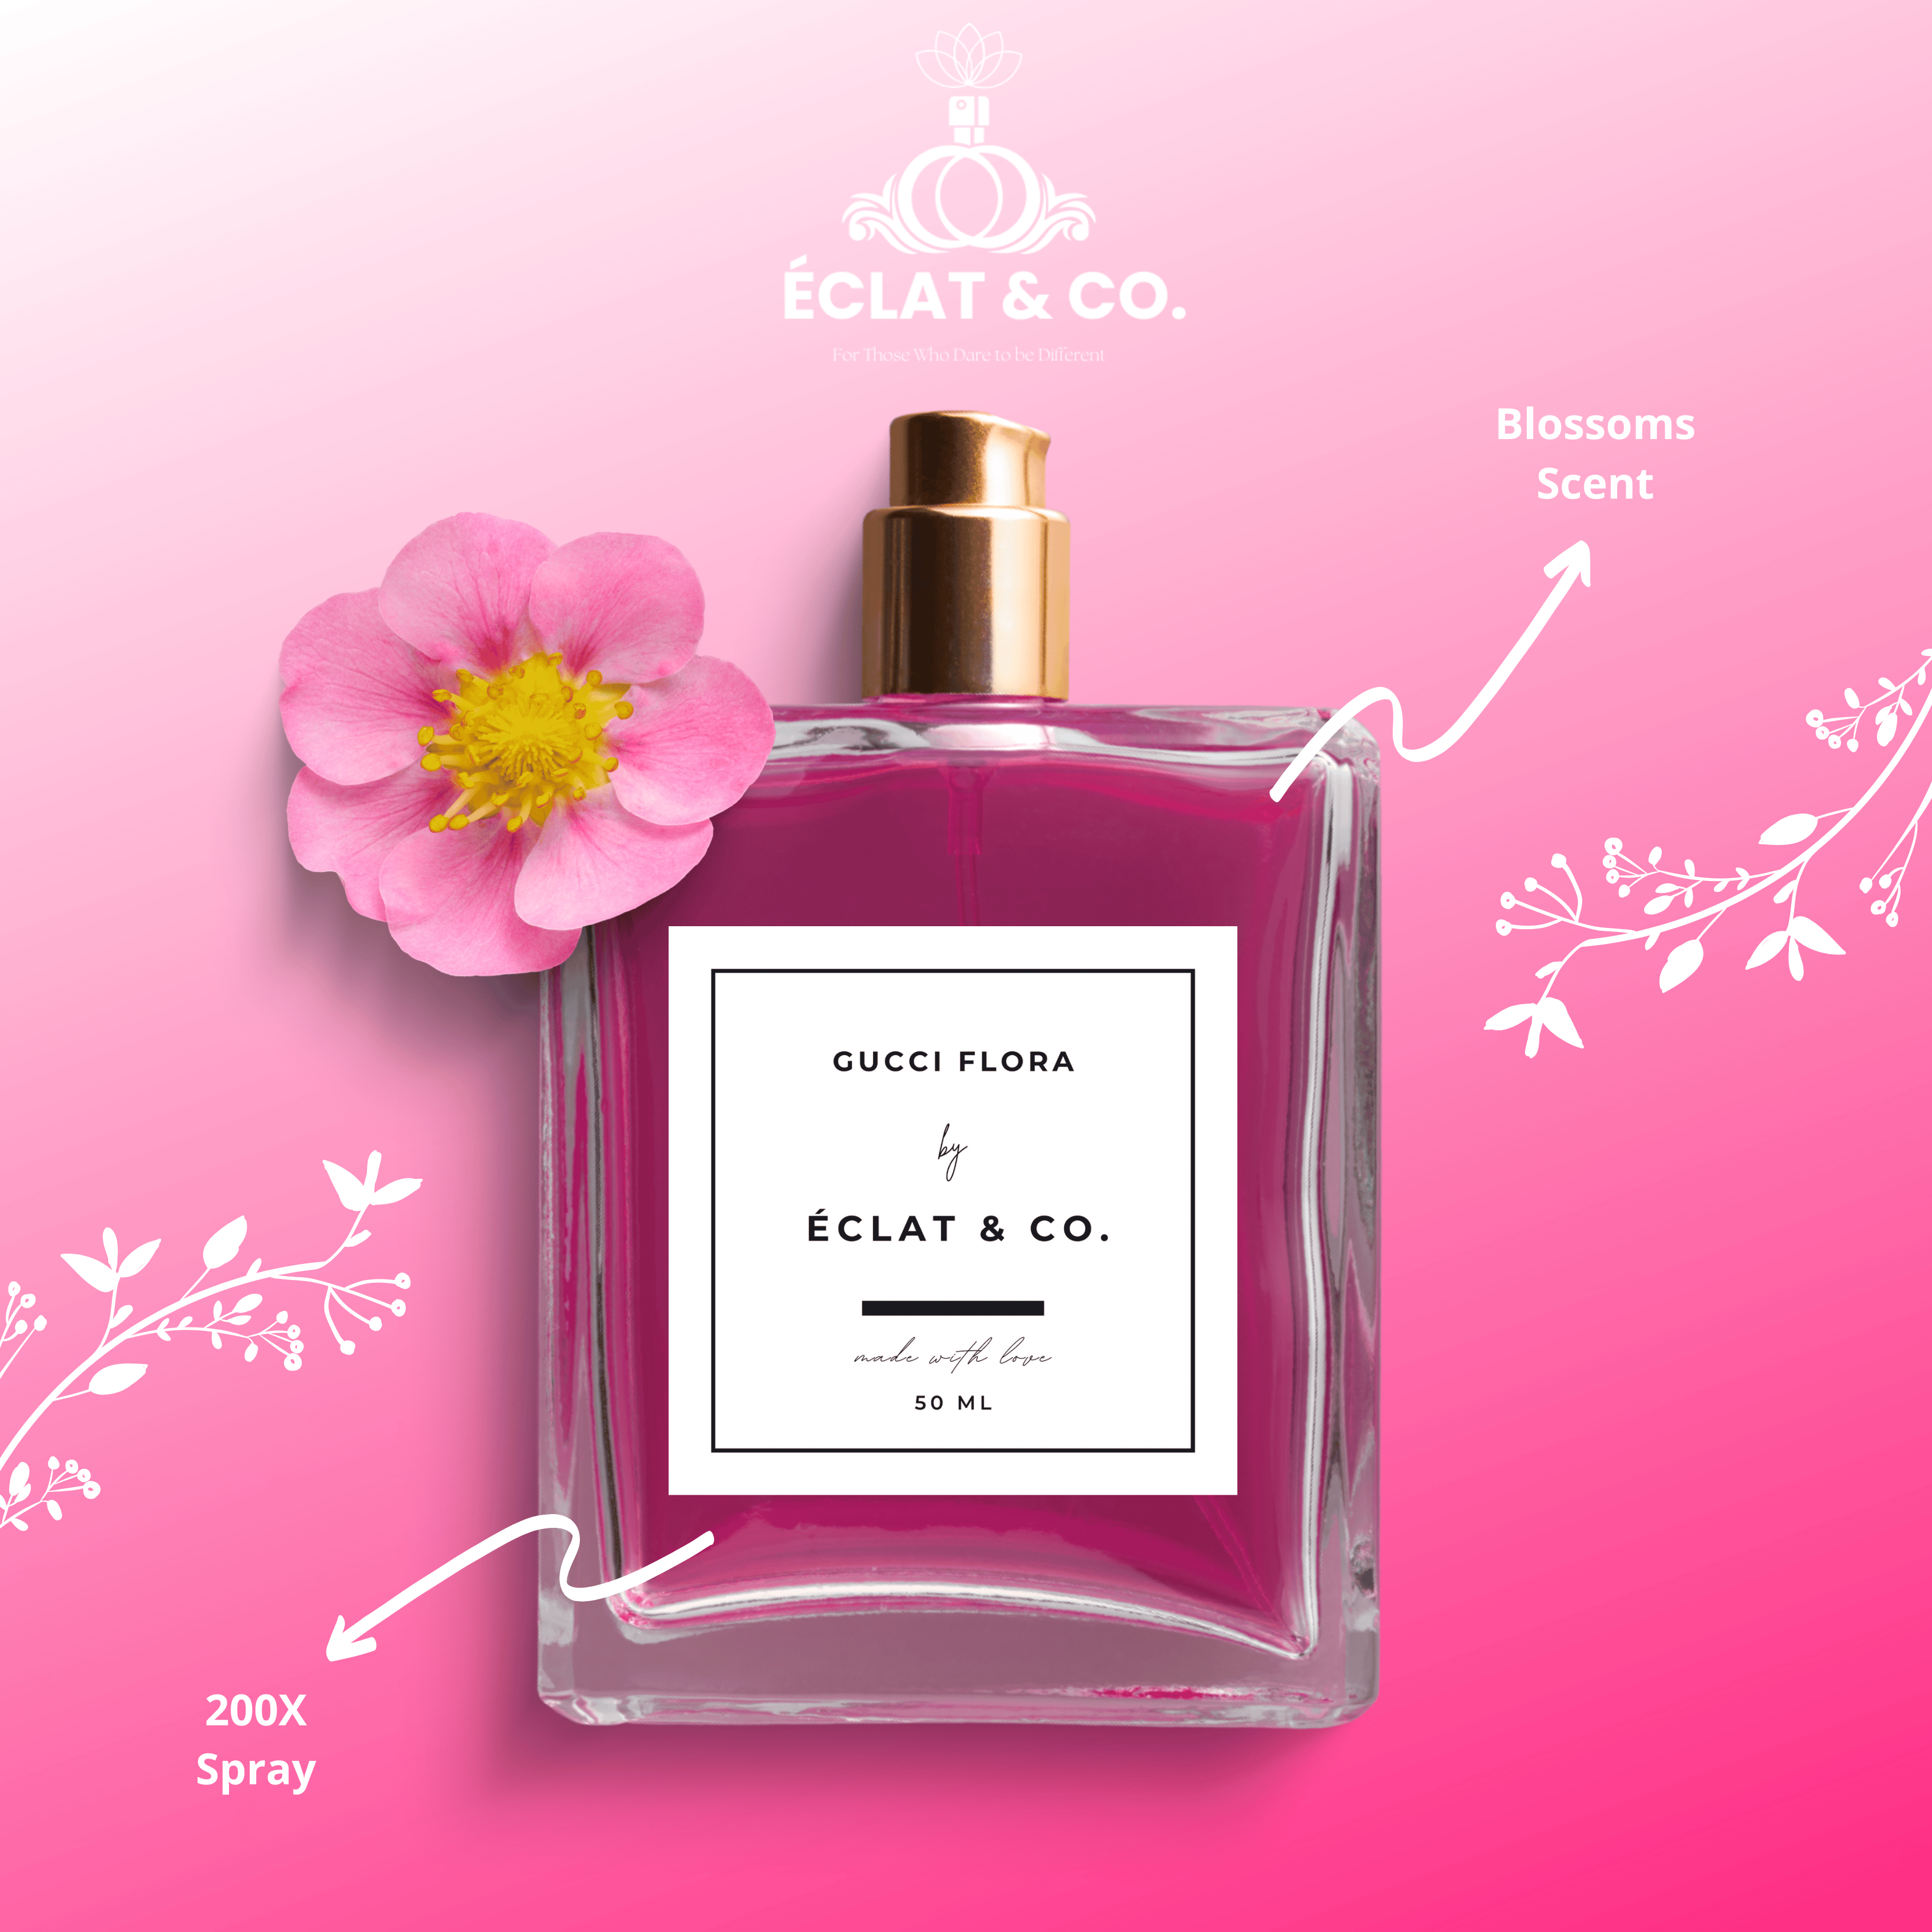 ÉCLAT & CO.
For Those Who Dare to be Different
Blossoms
Scent
GUCCI FLORA
by
ÉCLAT & CO.
made with love
50 ML
200X
Spray